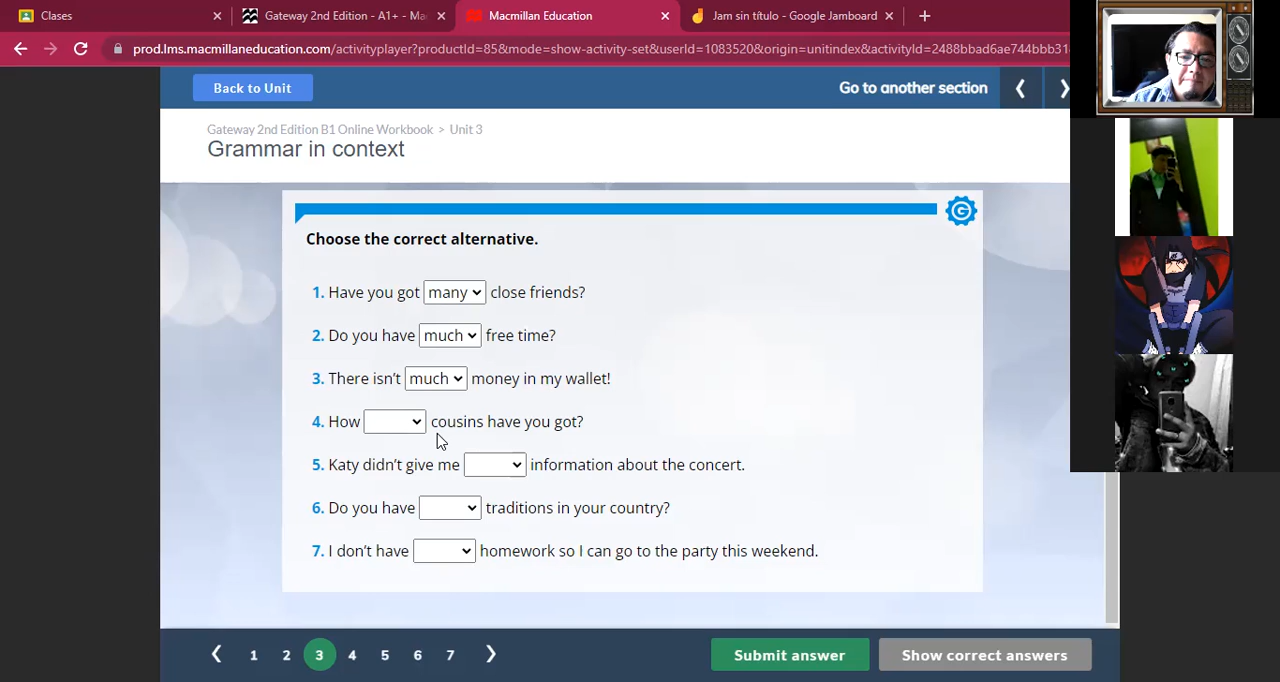 Clases
Gateway 2nd Edition - A1+ - Ma
Macmillan Education
Jam sin título - Google Jamboard
prod.lms.macmillaneducation.com/activityplayer?productId=85&mode=show-activity-set&userId=1083520&origin=unitindex&activityId=2488bbad6ae744bbb31
Back to Unit
Go to another section
Gateway 2nd Edition B1 Online Workbook > Unit 3
Grammar in context
G
Choose the correct alternative.
1. Have you got many close friends?
2. Do you have much free time?
3. There isn't much money in my wallet!
4. How cousins have you got?
5. Katy didn't give me information about the concert.
6. Do you have traditions in your country?
7. I don't have homework so I can go to the party this weekend.
1 2 3 4 5 6 7
Submit answer
Show correct answers